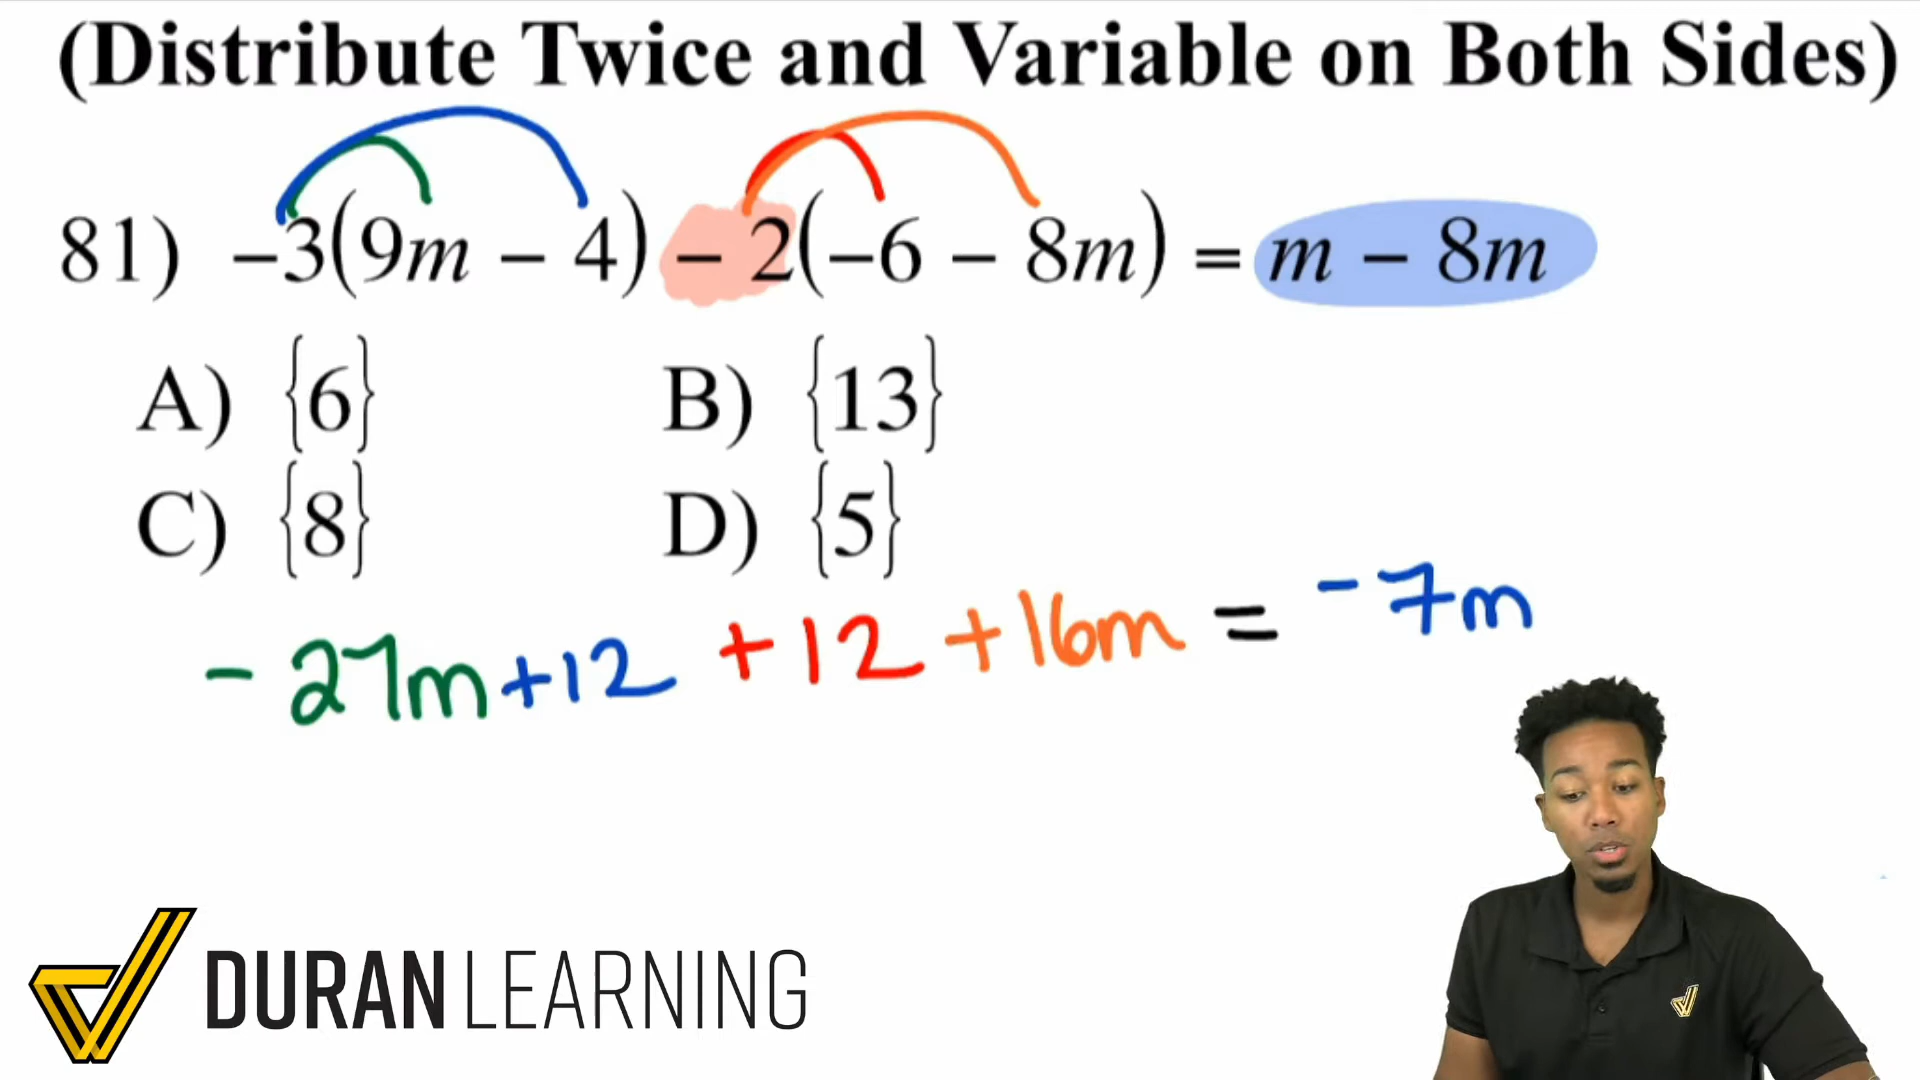 (Distribute Twice and Variable on Both Sides)
81) −3(9m − 4) − 2(−6 − 8m) = m − 8m
A) {6} B) {13}
C) {8} D) {5}
- 27m +12 +12 +16m = -7m
DURAN LEARNING